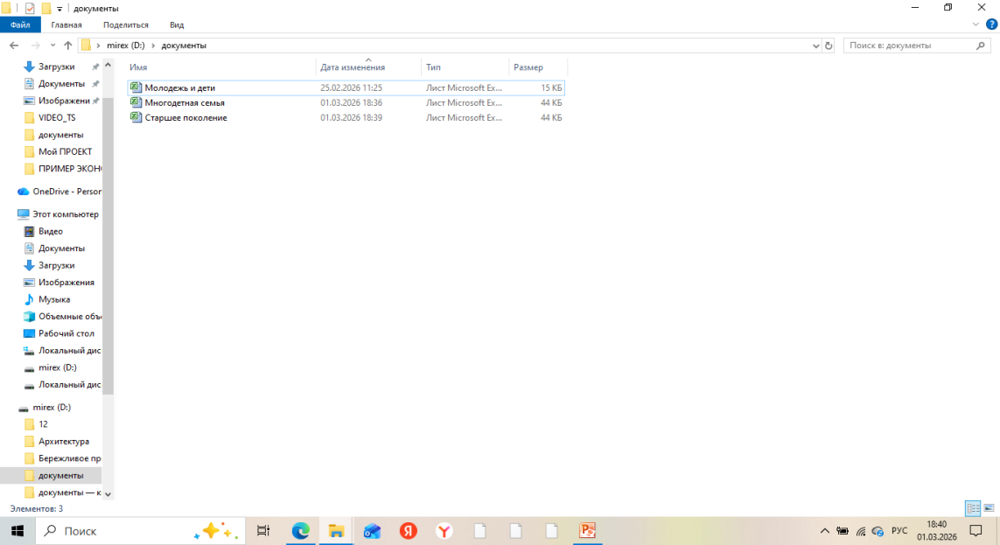 документы
Файл
Главная
Поделиться
Вид
mirex (D:) > документы
Поиск в: документы
Загрузки
Документы
Изображени
VIDEO_TS
документы
Мой ПРОЕКТ
ПРИМЕР ЭКОН
OneDrive - Person
Этот компьютер
Видео
Документы
Загрузки
Изображения
Музыка
Объемные объ
Рабочий стол
Локальный дис
mirex (D:)
Локальный дис
mirex (D:)
12
Архитектура
Бережливое пр
документы
документы — к
Имя Дата изменения Тип Размер
Молодежь и дети 25.02.2026 11:25 Лист Microsoft Ex... 15 КБ
Многодетная семья 01.03.2026 18:36 Лист Microsoft Ex... 44 КБ
Старшее поколение 01.03.2026 18:39 Лист Microsoft Ex... 44 КБ
Элементов: 3
Поиск
РУС
18:40
01.03.2026